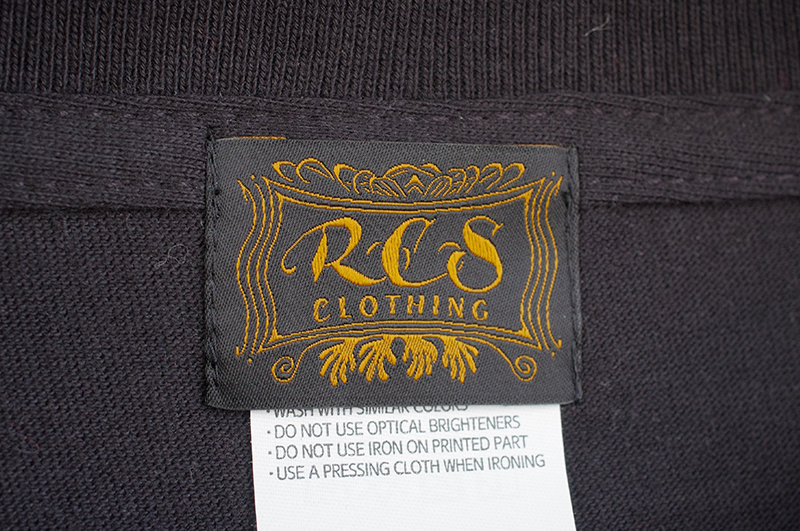 RCS
CLOTHING
• WASH WITH SIMILAR COLORS
• DO NOT USE OPTICAL BRIGHTENERS
• DO NOT USE IRON ON PRINTED PART
• USE A PRESSING CLOTH WHEN IRONING